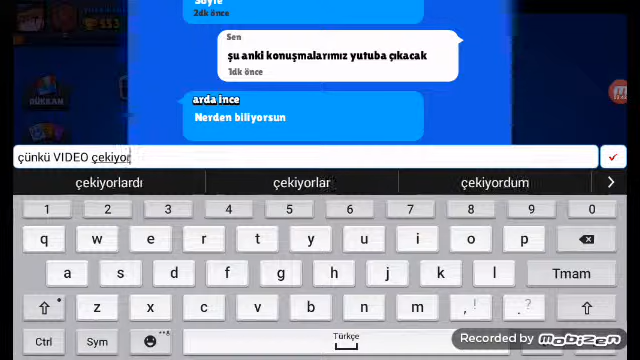 Söyle
2dk önce
Sen
şu anki konuşmalarımız yutuba çıkacak
1dk önce
arda ince
Nerden biliyorsun
DÜKKAN
çünkü VIDEO çekiyor
çekiyorlardı çekiyorlar çekiyordum
1 2 3 4 5 6 7 8 9 0
q w e r t y u i o p
a s d f g h j k l Tmam
z x c v b n m , ! . ?
Ctrl Sym Türkçe
Recorded by mobizen